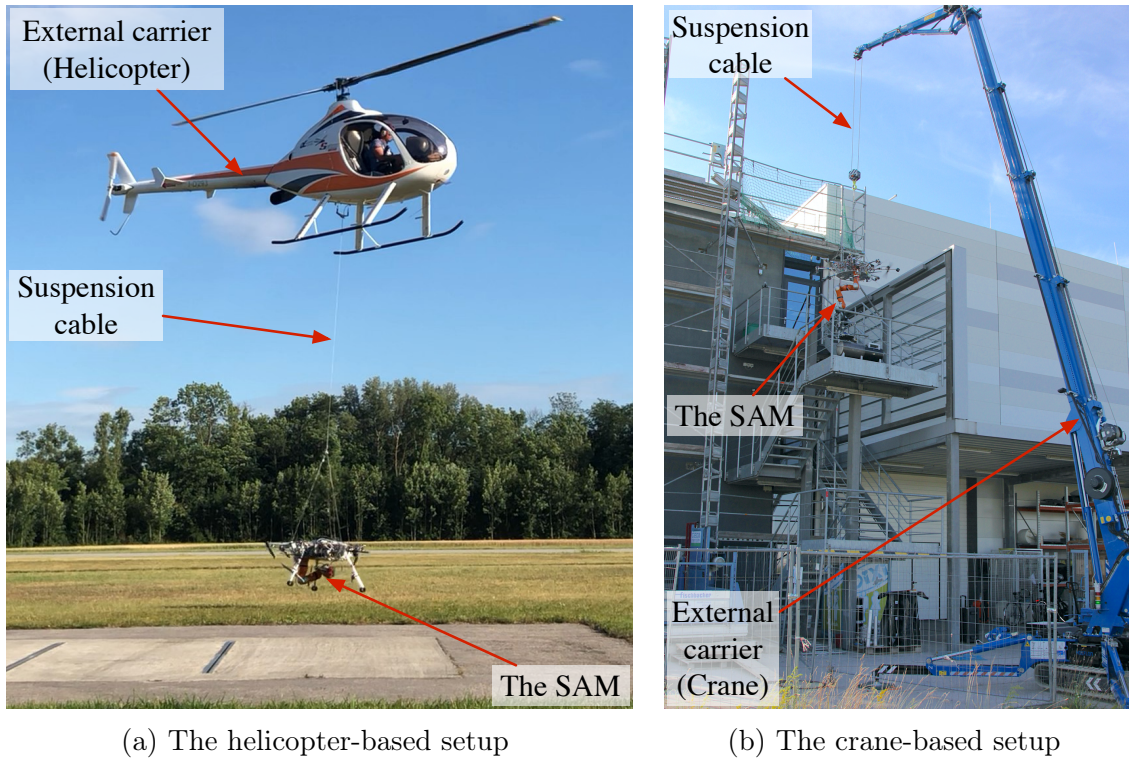 External carrier
(Helicopter)
Suspension
cable
The SAM
(a) The helicopter-based setup
Suspension
cable
The SAM
External
carrier
(Crane)
(b) The crane-based setup